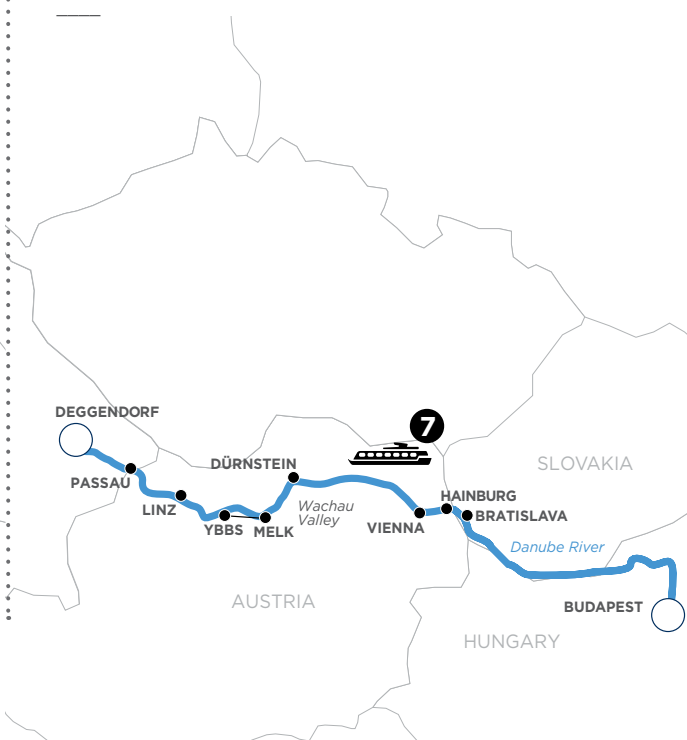 DEGGENDORF
7
PASSAU
DÜRNSTEIN
SLOVAKIA
LINZ
HAINBURG
Wachau
Valley
BRATISLAVA
YBBS
MELK
VIENNA
Danube River
AUSTRIA
BUDAPEST
HUNGARY